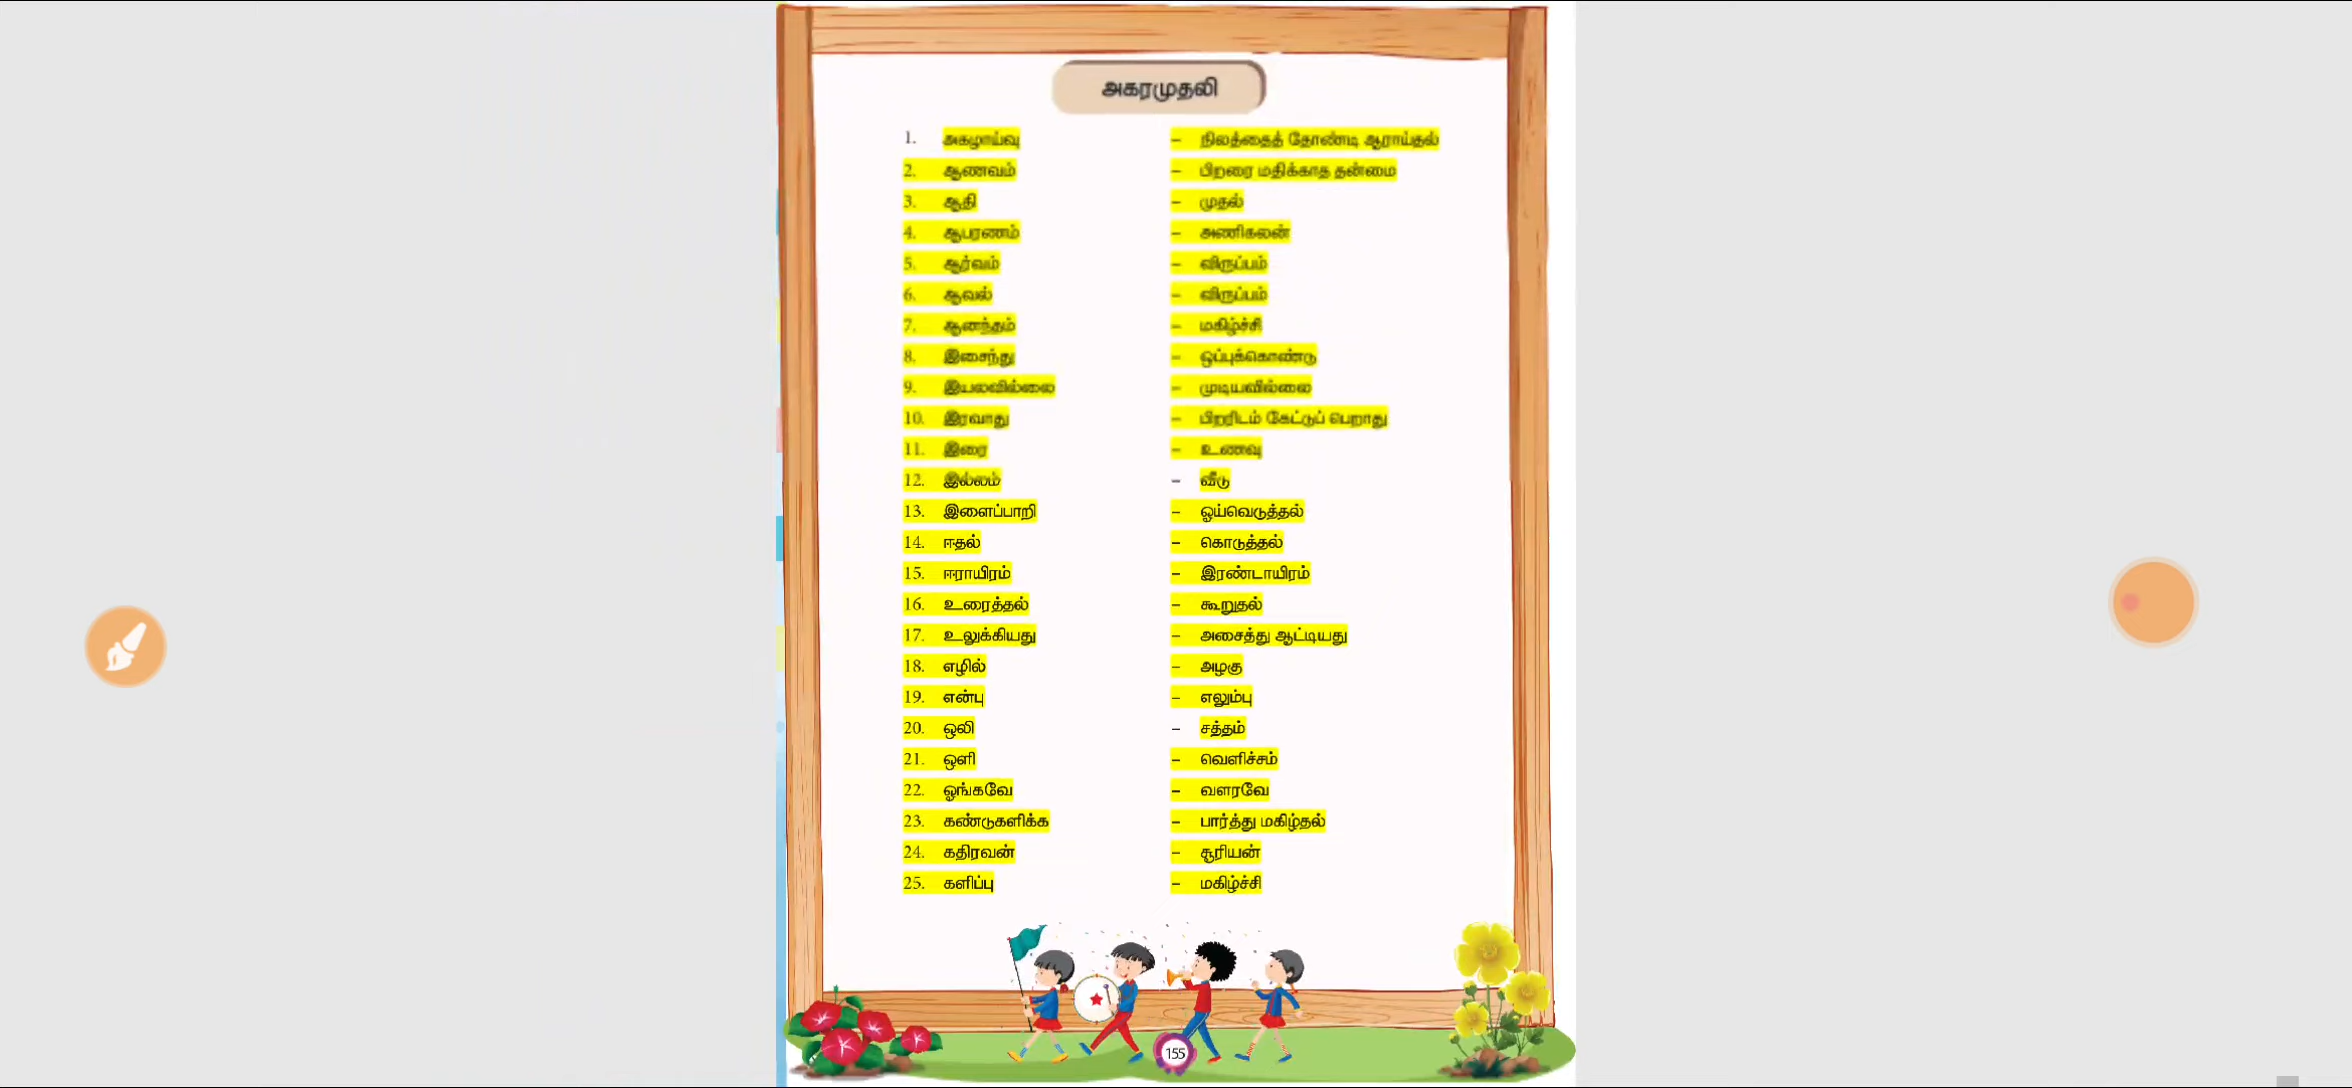 அகரமுதலி
1. அகழாய்வு – நிலத்தைத் தோண்டி ஆராய்தல்
2. ஆணவம் – பிறரை மதிக்காத தன்மை
3. ஆதி – முதல்
4. ஆபரணம் – அணிகலன்
5. ஆர்வம் – விருப்பம்
6. ஆவல் – விருப்பம்
7. ஆனந்தம் – மகிழ்ச்சி
8. இசைந்து – ஒப்புக்கொண்டு
9. இயலவில்லை – முடியவில்லை
10. இரவாது – பிறரிடம் கேட்டுப் பெறாது
11. இரை – உணவு
12. இல்லம் – வீடு
13. இளைப்பாறி – ஓய்வெடுத்தல்
14. ஈதல் – கொடுத்தல்
15. ஈராயிரம் – இரண்டாயிரம்
16. உரைத்தல் – கூறுதல்
17. உலுக்கியது – அசைத்து ஆட்டியது
18. எழில் – அழகு
19. என்பு – எலும்பு
20. ஒலி – சத்தம்
21. ஒளி – வெளிச்சம்
22. ஓங்கவே – வளரவே
23. கண்டுகளிக்க – பார்த்து மகிழ்தல்
24. கதிரவன் – சூரியன்
25. களிப்பு – மகிழ்ச்சி
155